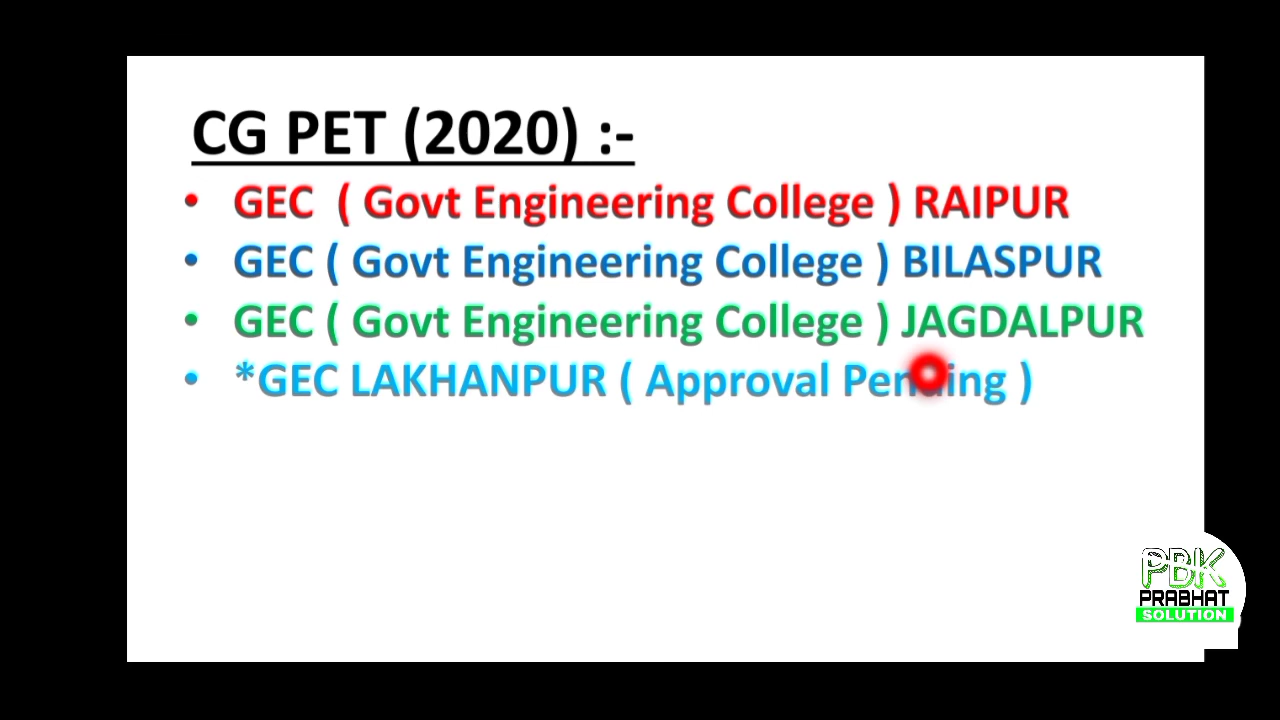 CG PET (2020) :-
• GEC ( Govt Engineering College ) RAIPUR
• GEC ( Govt Engineering College ) BILASPUR
• GEC ( Govt Engineering College ) JAGDALPUR
• *GEC LAKHANPUR ( Approval Pending )
PBK
PRABHAT
SOLUTION